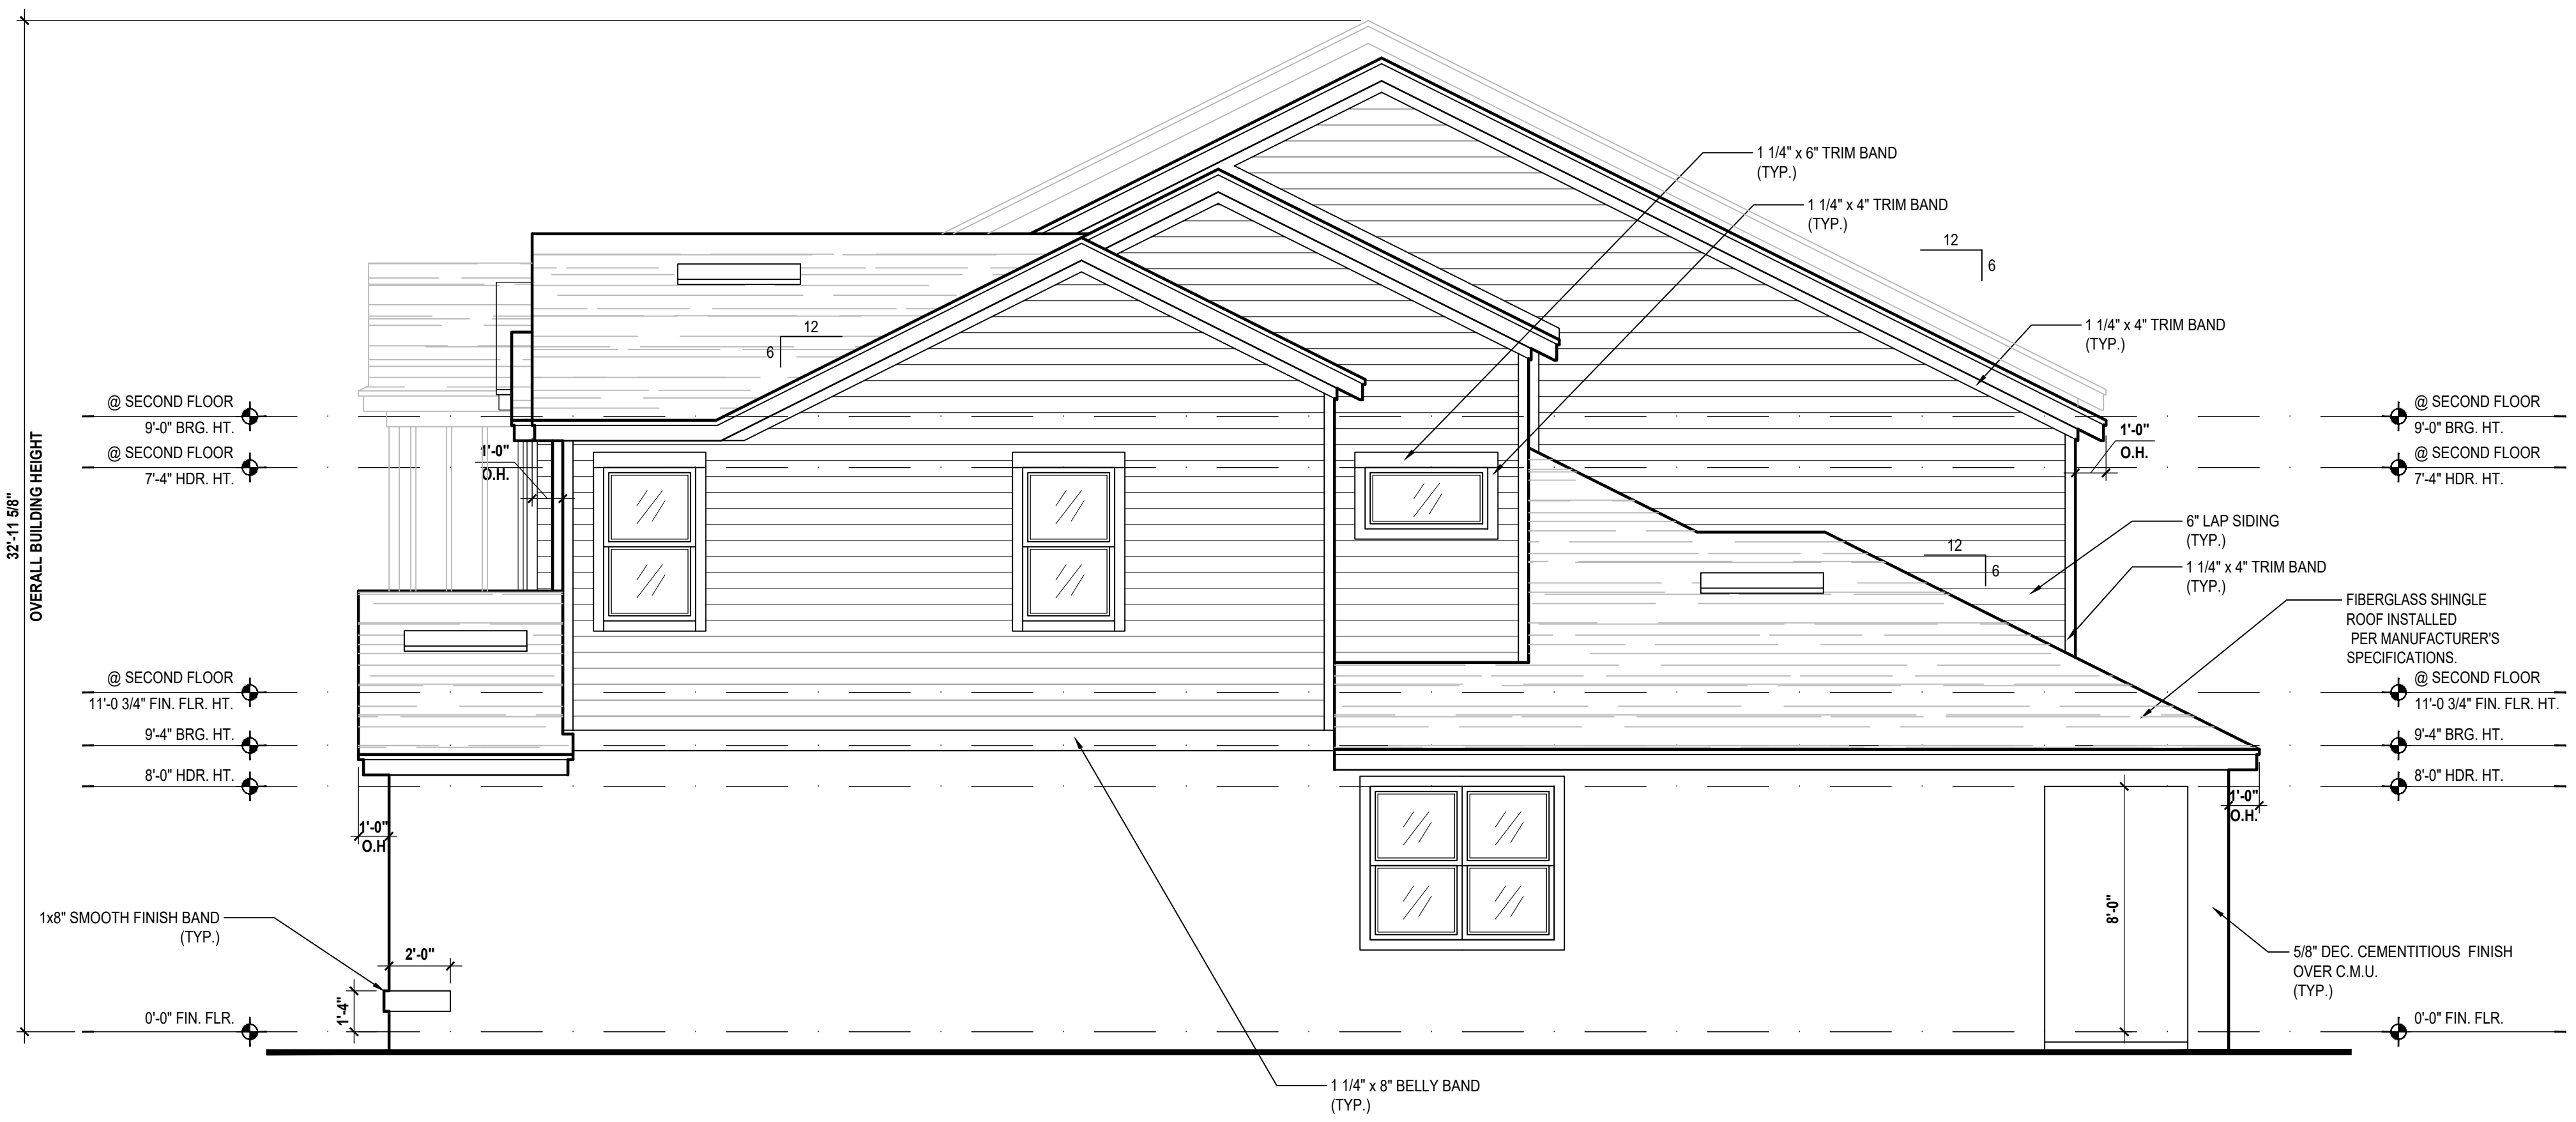 32'-11 5/8"
OVERALL BUILDING HEIGHT
1 1/4" x 6" TRIM BAND
(TYP.)
1 1/4" x 4" TRIM BAND
(TYP.)
12
6
12
6
1 1/4" x 4" TRIM BAND
(TYP.)
@ SECOND FLOOR
9'-0" BRG. HT.
@ SECOND FLOOR
7'-4" HDR. HT.
1'-0"
O.H.
@ SECOND FLOOR
9'-0" BRG. HT.
1'-0"
O.H.
@ SECOND FLOOR
7'-4" HDR. HT.
6" LAP SIDING
(TYP.)
12
6
1 1/4" x 4" TRIM BAND
(TYP.)
FIBERGLASS SHINGLE
ROOF INSTALLED
PER MANUFACTURER'S
SPECIFICATIONS.
@ SECOND FLOOR
11'-0 3/4" FIN. FLR. HT.
9'-4" BRG. HT.
8'-0" HDR. HT.
@ SECOND FLOOR
11'-0 3/4" FIN. FLR. HT.
9'-4" BRG. HT.
8'-0" HDR. HT.
1'-0"
O.H.
1'-0"
O.H
8'-0"
1x8" SMOOTH FINISH BAND
(TYP.)
2'-0"
1'-4"
5/8" DEC. CEMENTITIOUS FINISH
OVER C.M.U.
(TYP.)
0'-0" FIN. FLR.
0'-0" FIN. FLR.
1 1/4" x 8" BELLY BAND
(TYP.)